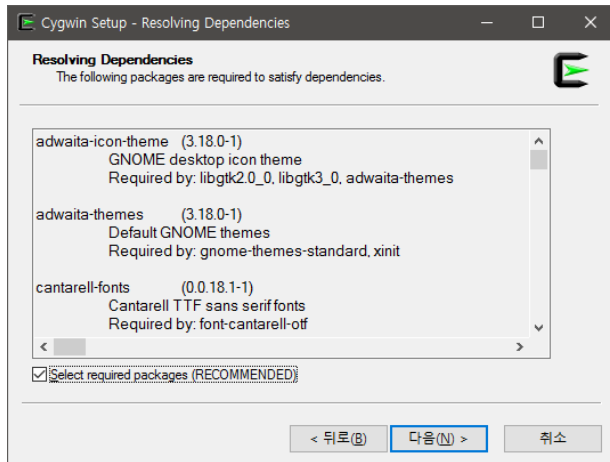 Cygwin Setup - Resolving Dependencies
Resolving Dependencies
The following packages are required to satisfy dependencies.
adwaita-icon-theme (3.18.0-1)
GNOME desktop icon theme
Required by: libgtk2.0_0, libgtk3_0, adwaita-themes
adwaita-themes (3.18.0-1)
Default GNOME themes
Required by: gnome-themes-standard, xinit
cantarell-fonts (0.0.18.1-1)
Cantarell TTF sans serif fonts
Required by: font-cantarell-otf
Select required packages (RECOMMENDED)
< 뒤로(B) 다음(N) > 취소